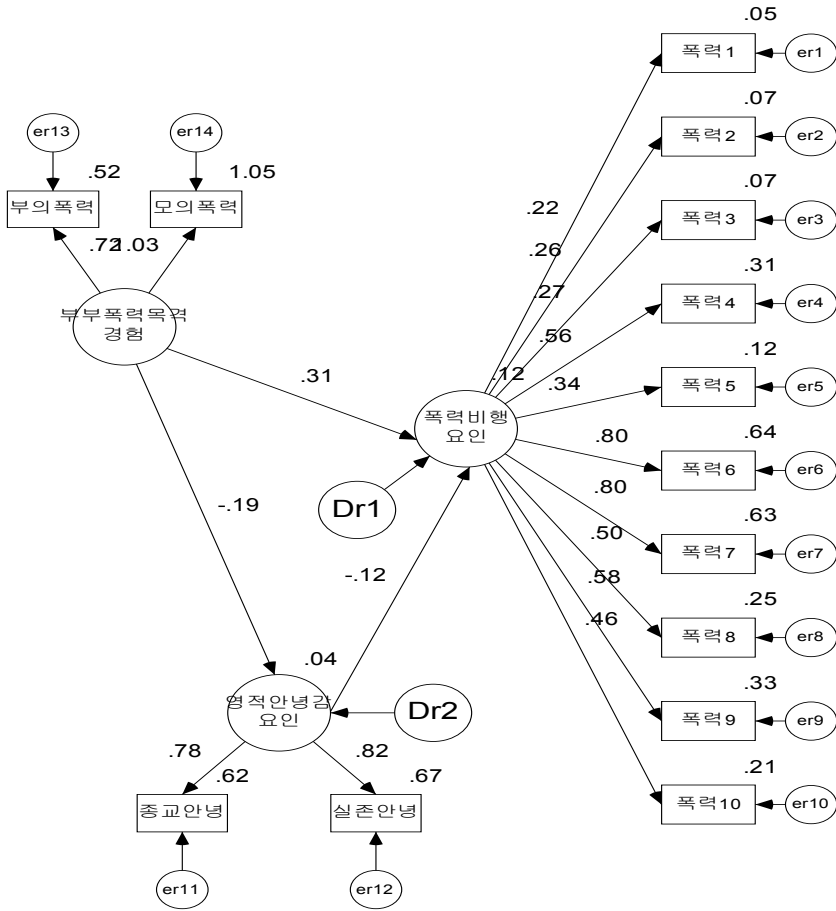 .05
폭력1
er1
.07
폭력2
er2
.07
폭력3
er3
.31
폭력4
er4
.12
폭력5
er5
.64
폭력6
er6
.63
폭력7
er7
.25
폭력8
er8
.33
폭력9
er9
.21
폭력10
er10
er13
er14
.52
1.05
부의폭력
모의폭력
.72
1.03
부부폭력목격
경험
.22
.26
.27
.56
.12
.34
.80
.80
.50
.58
.46
.31
폭력비행
요인
Dr1
-.19
-.12
.04
영적안녕감
요인
Dr2
.78
.62
.82
.67
종교안녕
실존안녕
er11
er12